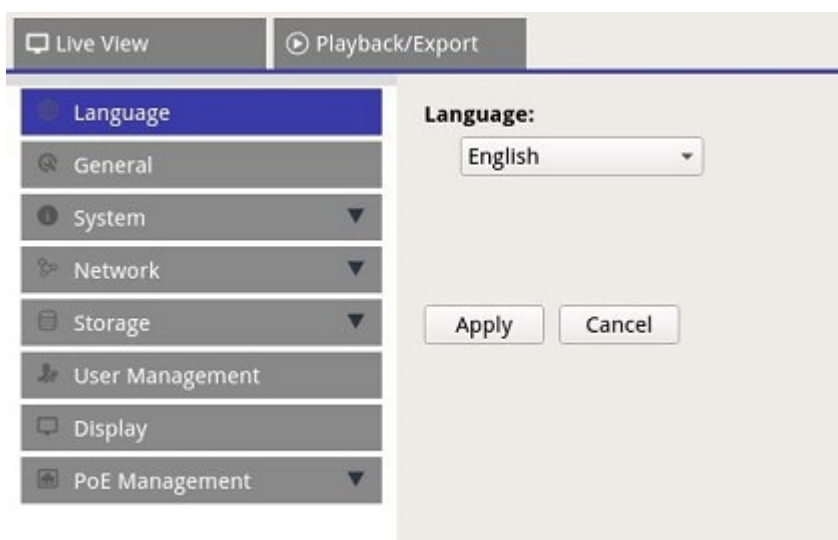 Live View
Playback/Export
Language
General
System
Network
Storage
User Management
Display
PoE Management
Language:
English
Apply
Cancel